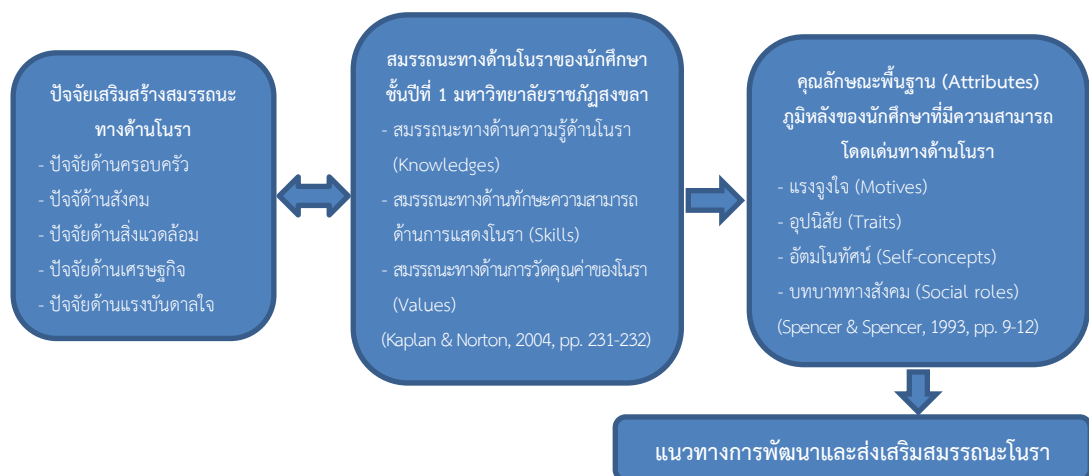 ปัจจัยเสริมสร้างสมรรถนะ
ทางด้านโนรา
- ปัจจัยด้านครอบครัว
- ปัจจัด้านสังคม
- ปัจจัยด้านสิ่งแวดล้อม
- ปัจจัยด้านเศรษฐกิจ
- ปัจจัยด้านแรงบันดาลใจ
สมรรถนะทางด้านโนราของนักศึกษา
ชั้นปีที่ 1 มหาวิทยาลัยราชภัฏสงขลา
- สมรรถนะทางด้านความรู้ด้านโนรา
(Knowledges)
- สมรรถนะทางด้านทักษะความสามารถ
ด้านการแสดงโนรา (Skills)
- สมรรถนะทางด้านการวัดคุณค่าของโนรา
(Values)
(Kaplan & Norton, 2004, pp. 231-232)
คุณลักษณะพื้นฐาน (Attributes)
ภูมิหลังของนักศึกษาที่มีความสามารถ
โดดเด่นทางด้านโนรา
- แรงจูงใจ (Motives)
- อุปนิสัย (Traits)
- อัตมโนทัศน์ (Self-concepts)
- บทบาททางสังคม (Social roles)
(Spencer & Spencer, 1993, pp. 9-12)
แนวทางการพัฒนาและส่งเสริมสมรรถนะโนรา